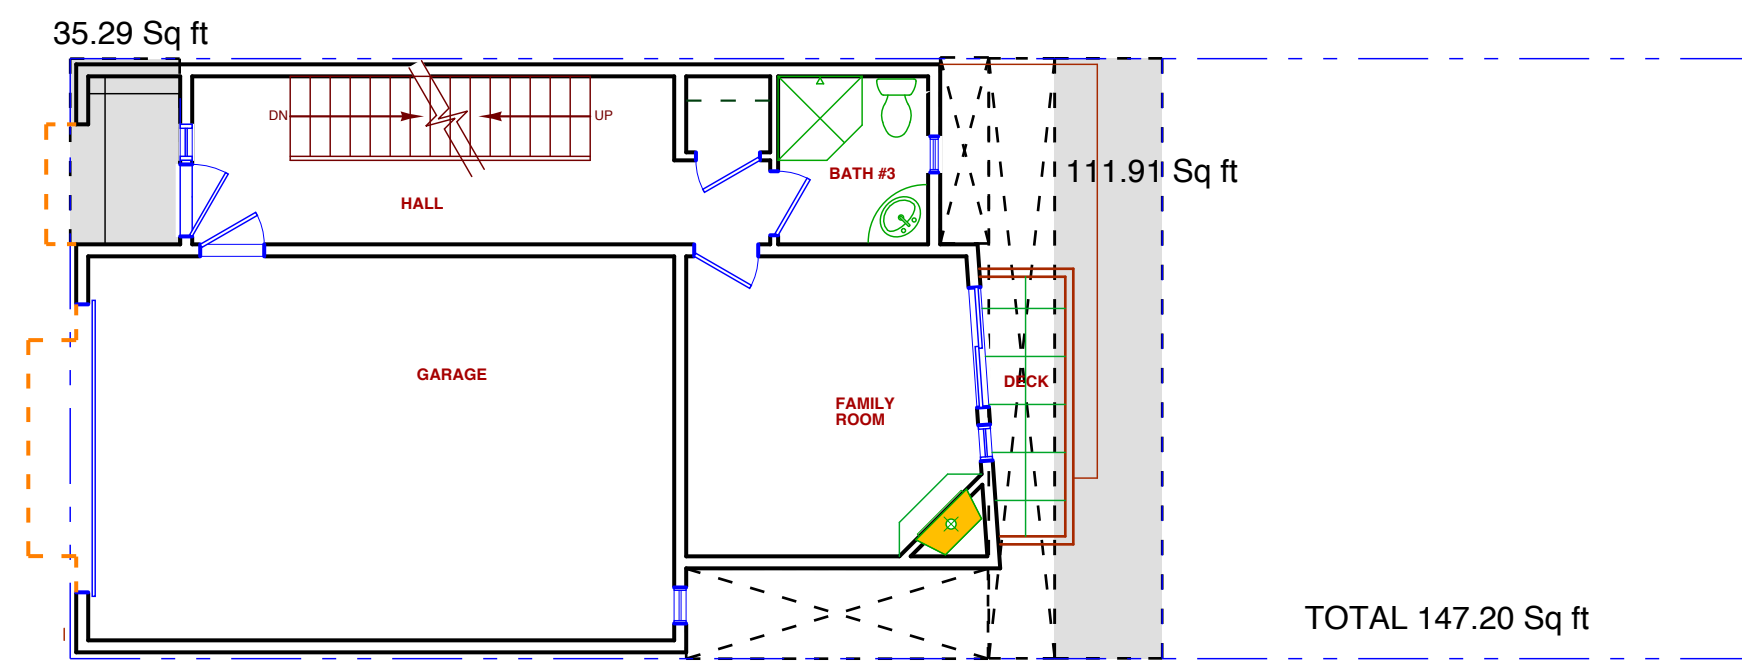 35.29 Sq ft
DN
UP
BATH #3
111.91 Sq ft
HALL
GARAGE
DECK
FAMILY
ROOM
TOTAL 147.20 Sq ft